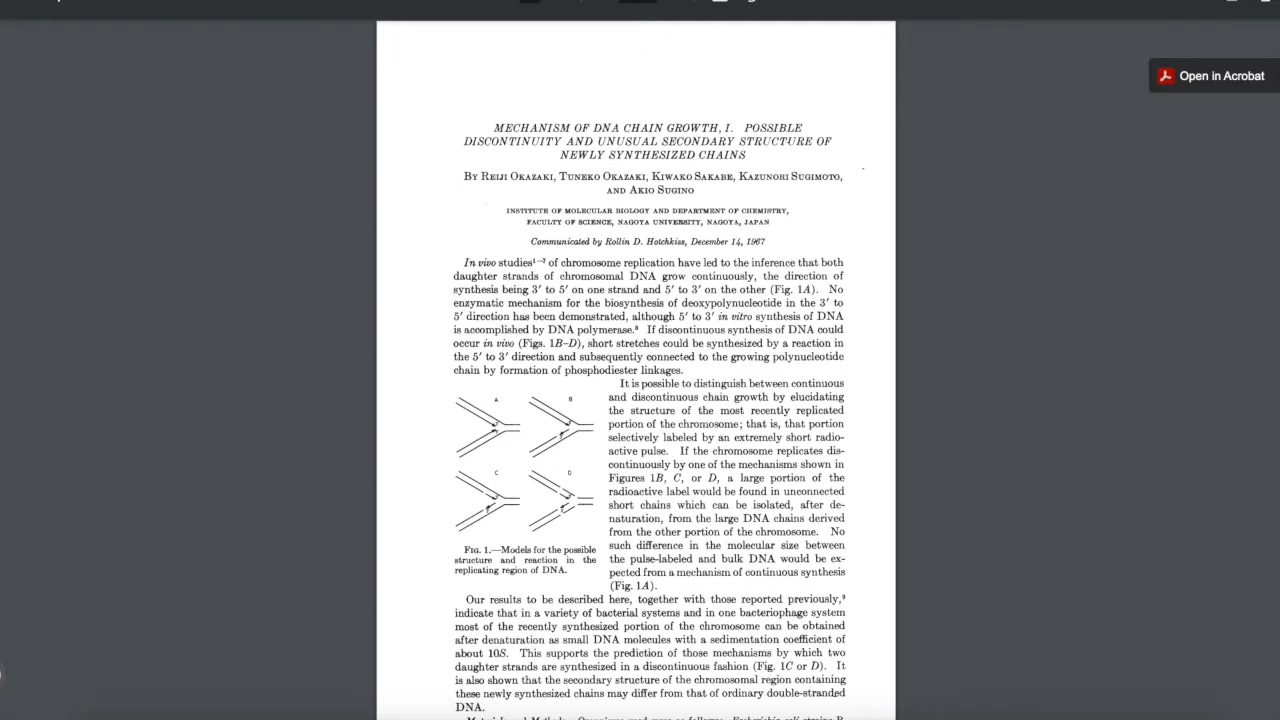 Open in Acrobat
MECHANISM OF DNA CHAIN GROWTH, I. POSSIBLE
DISCONTINUITY AND UNUSUAL SECONDARY STRUCTURE OF
NEWLY SYNTHESIZED CHAINS
BY REIJI OKAZAKI, TUNEKO OKAZAKI, KIWAKO SAKABE, KAZUNORI SUGIMOTO,
AND AKIO SUGINO
INSTITUTE OF MOLECULAR BIOLOGY AND DEPARTMENT OF CHEMISTRY,
FACULTY OF SCIENCE, NAGOYA UNIVERSITY, NAGOYA, JAPAN
Communicated by Rollin D. Hotchkiss, December 14, 1967
In vivo studies¹⁻⁷ of chromosome replication have led to the inference that both
daughter strands of chromosomal DNA grow continuously, the direction of
synthesis being 3′ to 5′ on one strand and 5′ to 3′ on the other (Fig. 1A). No
enzymatic mechanism for the biosynthesis of deoxypolynucleotide in the 3′ to
5′ direction has been demonstrated, although 5′ to 3′ in vitro synthesis of DNA
is accomplished by DNA polymerase.⁸ If discontinuous synthesis of DNA could
occur in vivo (Figs. 1B–D), short stretches could be synthesized by a reaction in
the 5′ to 3′ direction and subsequently connected to the growing polynucleotide
chain by formation of phosphodiester linkages.
It is possible to distinguish between continuous
and discontinuous chain growth by elucidating
the structure of the most recently replicated
portion of the chromosome; that is, that portion
selectively labeled by an extremely short radio-
active pulse. If the chromosome replicates dis-
continuously by one of the mechanisms shown in
Figures 1B, C, or D, a large portion of the
radioactive label would be found in unconnected
short chains which can be isolated, after de-
naturation, from the large DNA chains derived
from the other portion of the chromosome. No
such difference in the molecular size between
the pulse-labeled and bulk DNA would be ex-
pected from a mechanism of continuous synthesis
(Fig. 1A).
A
B
C
D
FIG. 1.—Models for the possible
structure and reaction in the
replicating region of DNA.
Our results to be described here, together with those reported previously,⁹
indicate that in a variety of bacterial systems and in one bacteriophage system
most of the recently synthesized portion of the chromosome can be obtained
after denaturation as small DNA molecules with a sedimentation coefficient of
about 10S. This supports the prediction of those mechanisms by which two
daughter strands are synthesized in a discontinuous fashion (Fig. 1C or D). It
is also shown that the secondary structure of the chromosomal region containing
these newly synthesized chains may differ from that of ordinary double-stranded
DNA.